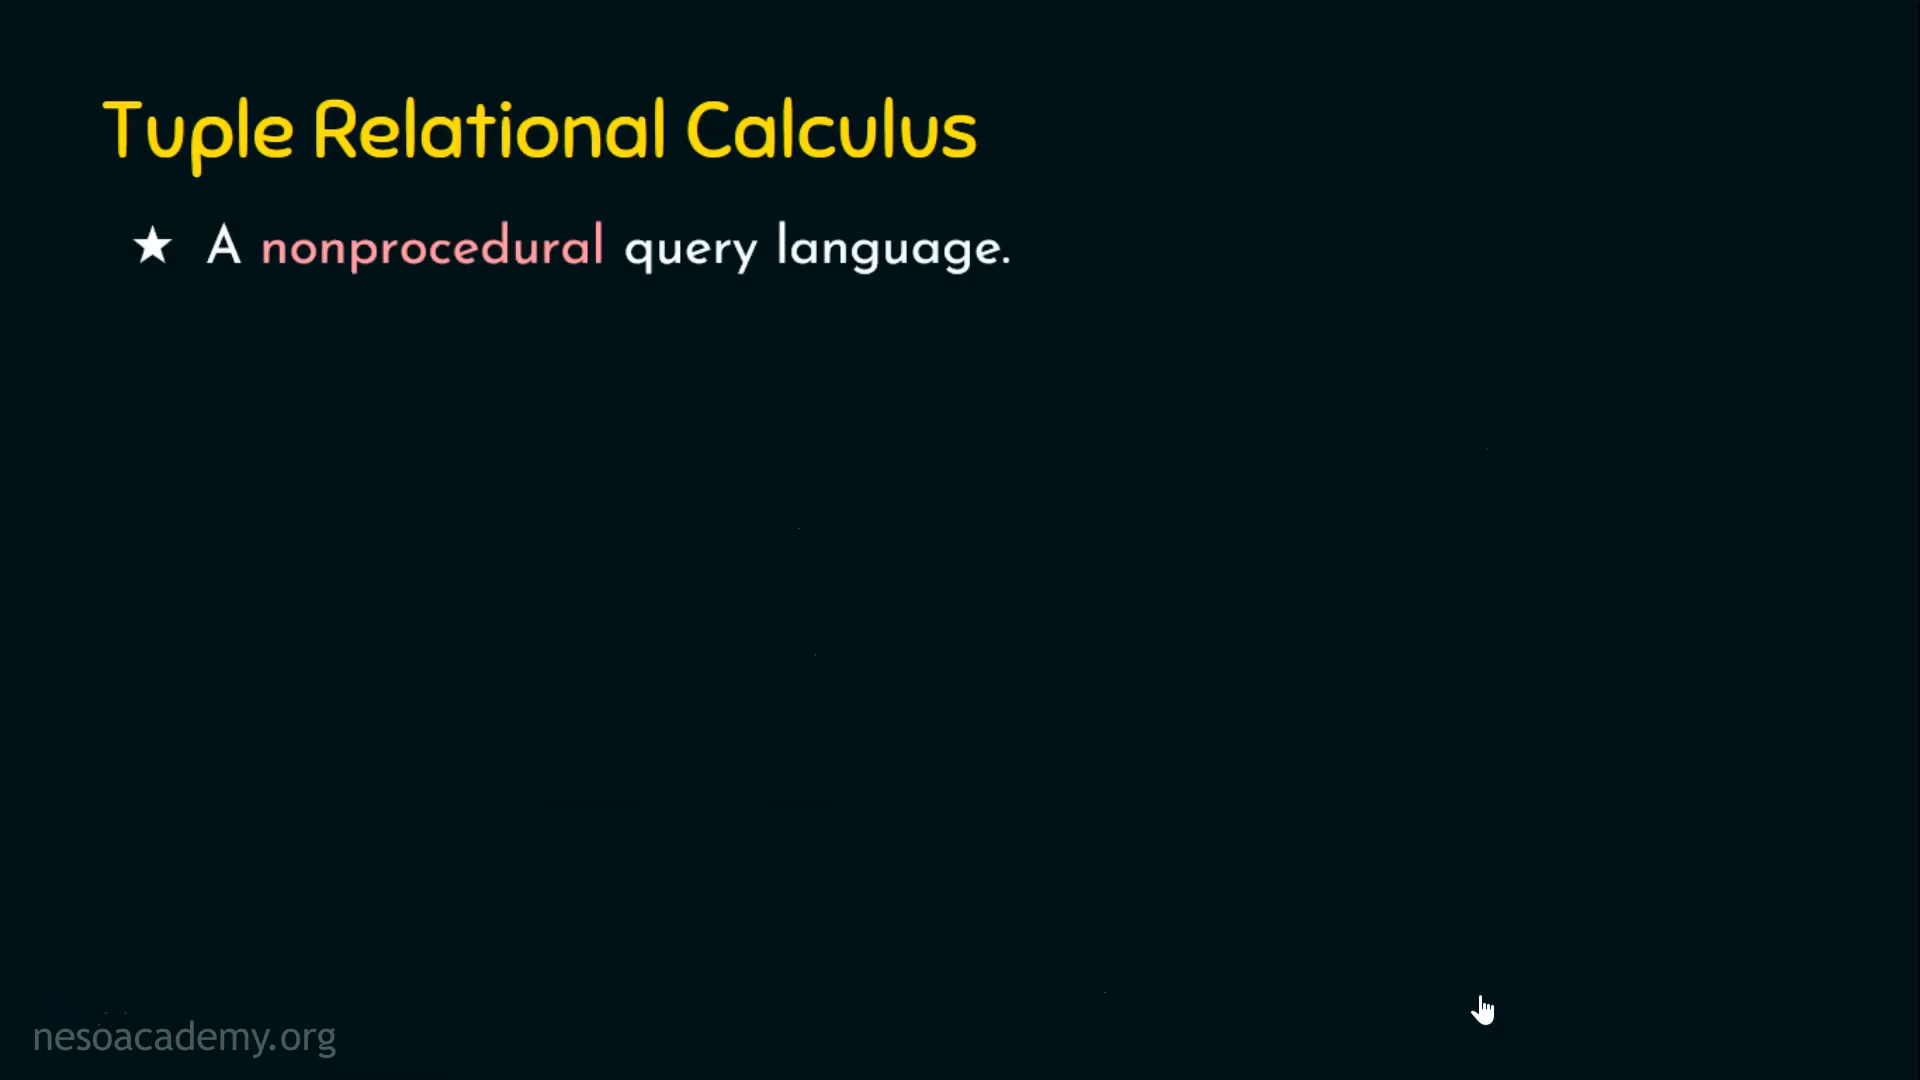 Tuple Relational Calculus
★ A nonprocedural query language.
nesoacademy.org